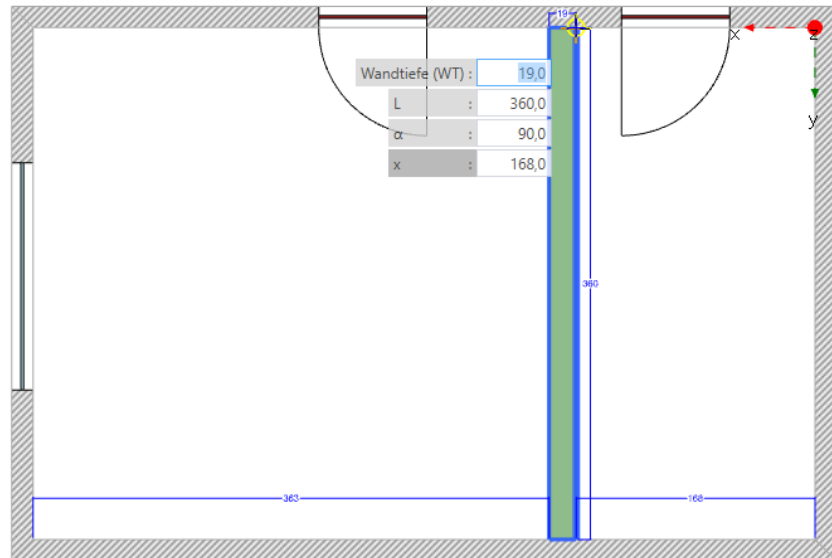 19
x
z
Wandtiefe (WT) : 19,0
L : 360,0
y
α : 90,0
x : 168,0
360
363
168